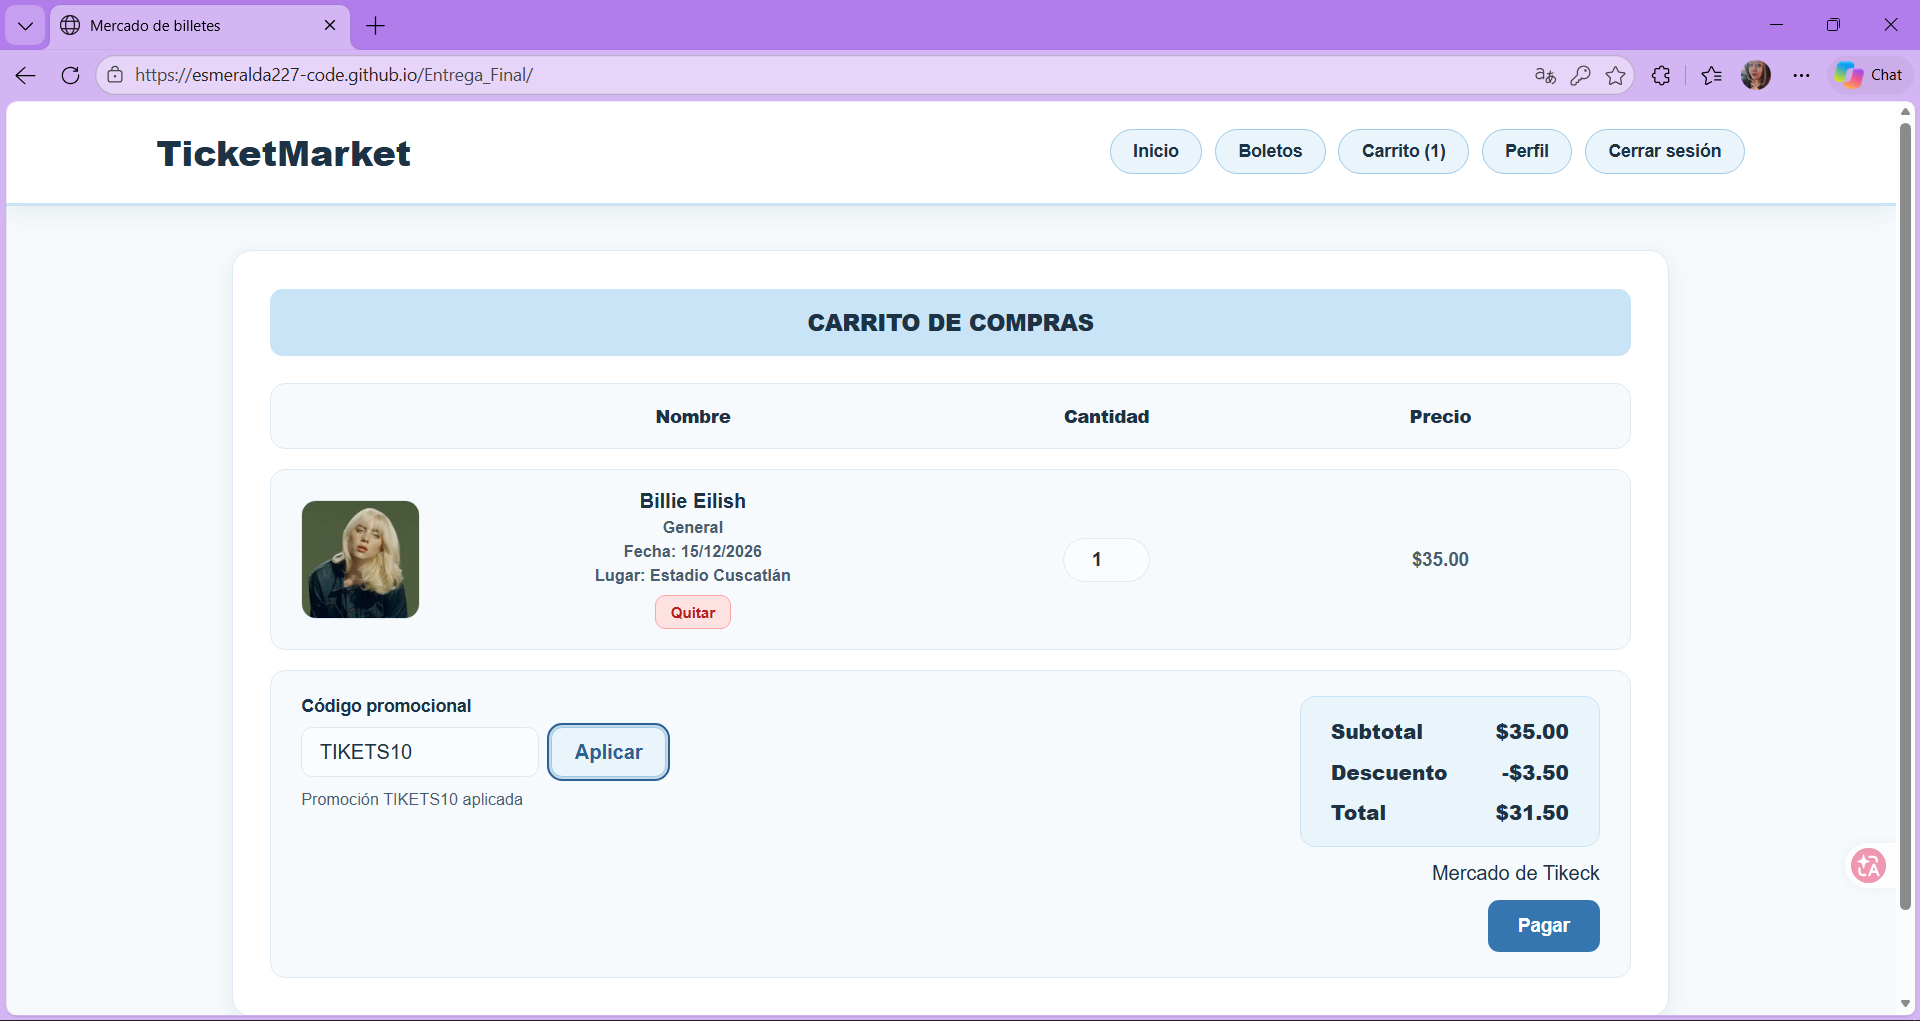 Mercado de billetes
https://esmeralda227-code.github.io/Entrega_Final/
Chat
TicketMarket
Inicio
Boletos
Carrito (1)
Perfil
Cerrar sesión
CARRITO DE COMPRAS
Nombre
Cantidad
Precio
Billie Eilish
General
Fecha: 15/12/2026
Lugar: Estadio Cuscatlán
Quitar
1
$35.00
Código promocional
TIKETS10
Aplicar
Promoción TIKETS10 aplicada
Subtotal $35.00
Descuento -$3.50
Total $31.50
Mercado de Tikeck
Pagar